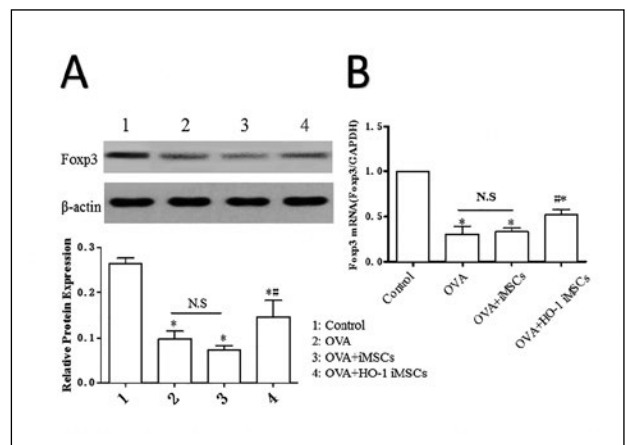 A
1 2 3 4
Foxp3
β-actin
Relative Protein Expression
0.3
0.2
0.1
0.0
N.S
*
*
*#
1 2 3 4
1: Control
2: OVA
3: OVA+iMSCs
4: OVA+HO-1 iMSCs
B
Foxp3 mRNA(Foxp3/GAPDH)
1.5
1.0
0.5
0.0
N.S
*
*
#*
Control
OVA
OVA+iMSCs
OVA+HO-1 iMSCs